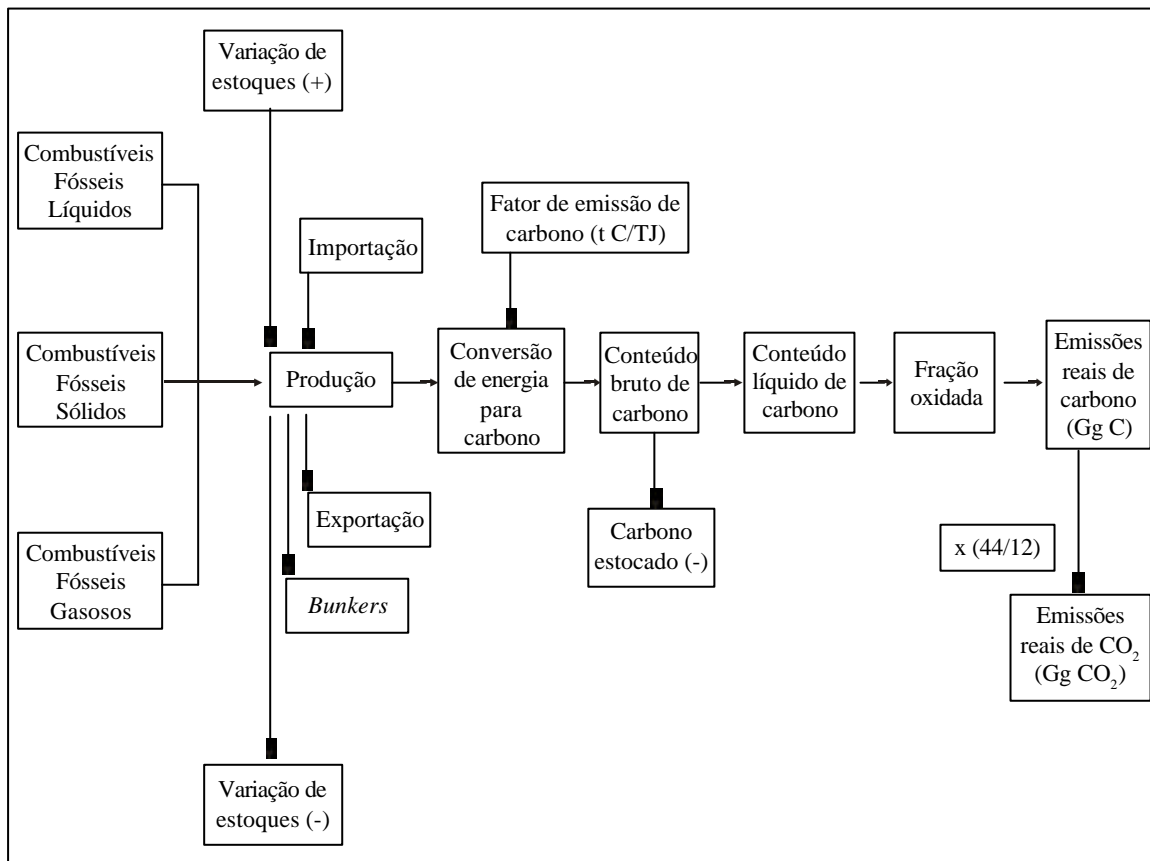 Variação de
estoques (+)
Combustíveis
Fósseis
Líquidos
Fator de emissão de
carbono (t C/TJ)
Importação
Combustíveis
Fósseis
Sólidos
Produção
Conversão
de energia
para
carbono
Conteúdo
bruto de
carbono
Conteúdo
líquido de
carbono
Fração
oxidada
Emissões
reais de
carbono
(Gg C)
Exportação
Carbono
estocado (-)
x (44/12)
Combustíveis
Fósseis
Gasosos
Bunkers
Emissões
reais de CO₂
(Gg CO₂)
Variação de
estoques (-)